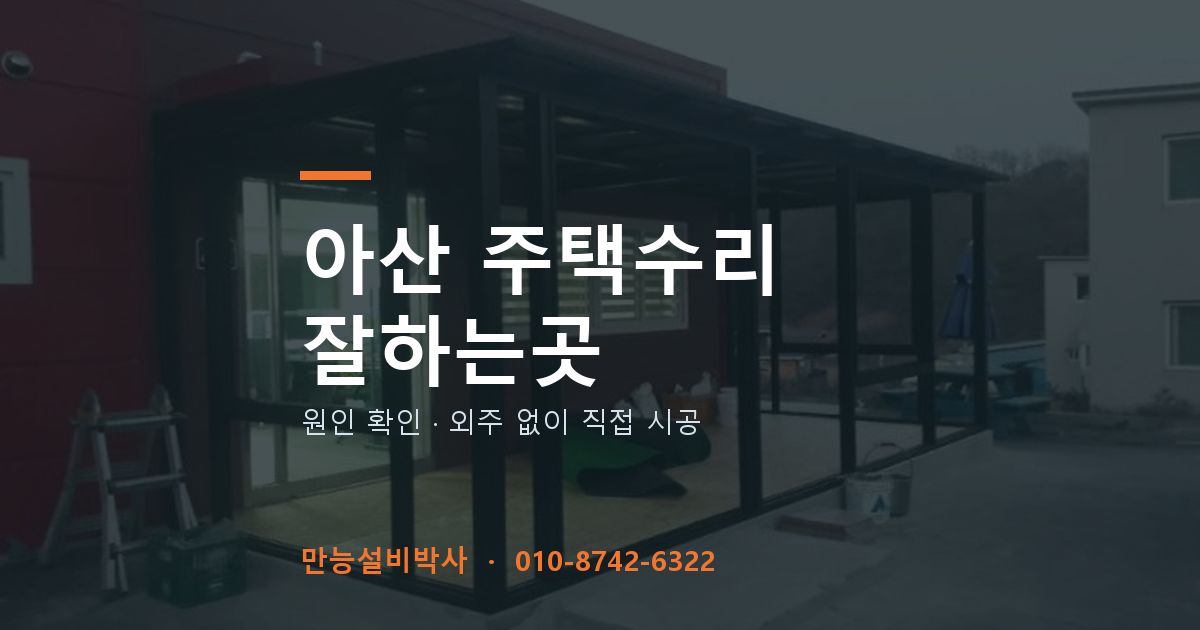 아산 주택수리
잘하는곳
원인 확인 · 외주 없이 직접 시공
만능설비박사 · 010-8742-6322